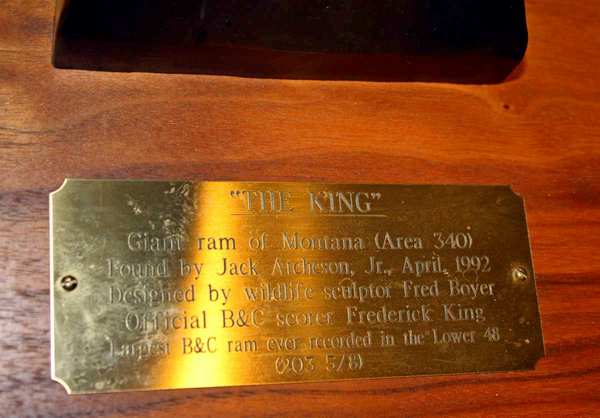 "THE KING"
Giant ram of Montana (Area 340)
Found by Jack Atcheson, Jr., April, 1992
Designed by wildlife sculptor Fred Boyer
Official B&C scorer Frederick King
Largest B&C ram ever recorded in the "Lower 48
(203 5/8)